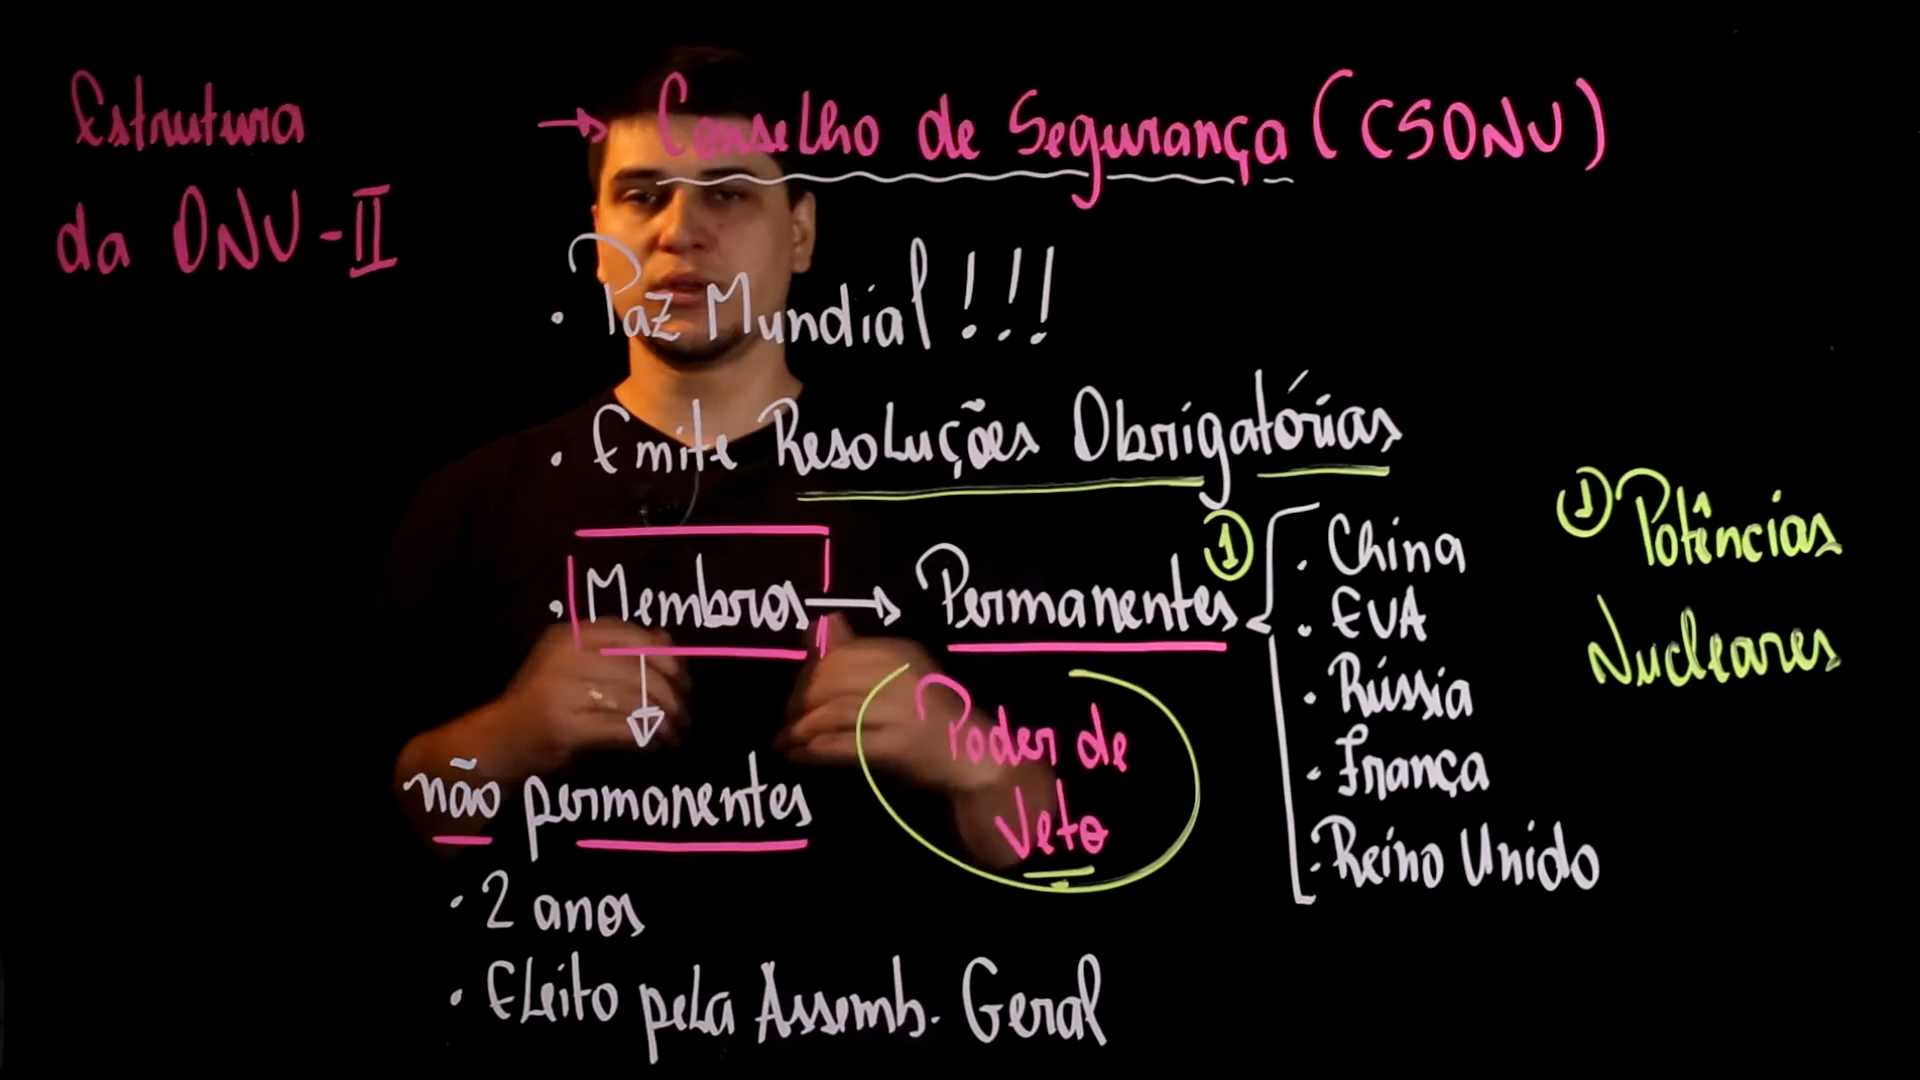 Estrutura
da ONU - II
→ Conselho de Segurança (CSONU)
• Paz Mundial!!!
• Emite Resoluções Obrigatórias
• Membros → Permanentes ①
• China
• EUA
• Rússia
• França
• Reino Unido
① Potências
Nucleares
Poder de
Veto
não permanentes
• 2 anos
• Eleito pela Assemb. Geral